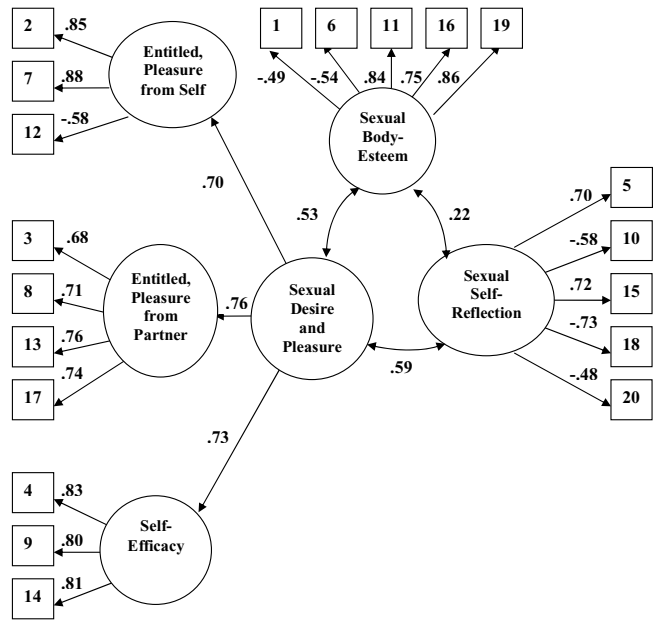 2
.85
7
.88
12
-.58
Entitled,
Pleasure
from Self
1
6
11
16
19
-.49
-.54
.84
.75
.86
Sexual
Body-
Esteem
.70
.53
.22
3
.68
8
.71
13
.76
17
.74
Entitled,
Pleasure
from
Partner
.76
Sexual
Desire
and
Pleasure
.59
Sexual
Self-
Reflection
.70
5
-.58
10
.72
15
-.73
18
-.48
20
.73
4
.83
9
.80
14
.81
Self-
Efficacy